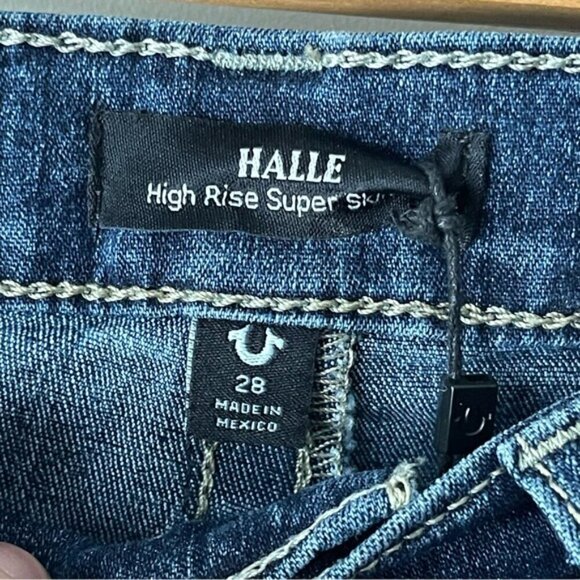 HALLE
High Rise Super
28
MADE IN
MEXICO